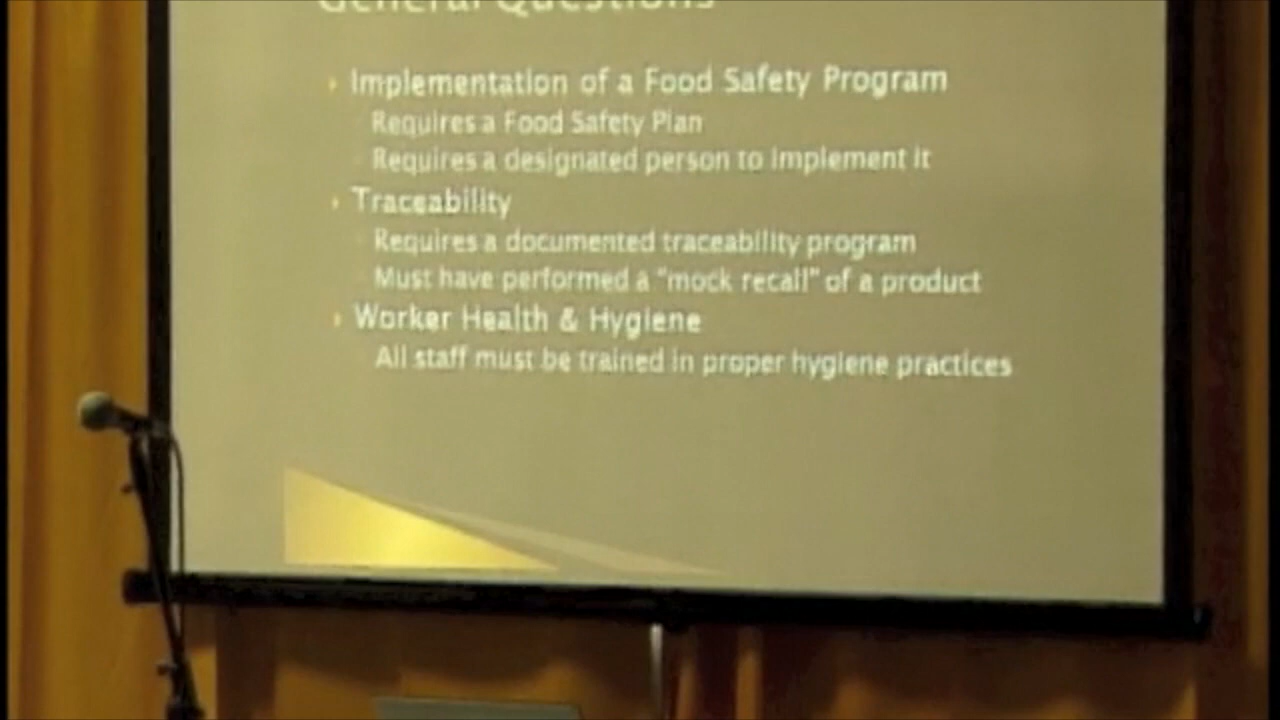 General Questions
Implementation of a Food Safety Program
Requires a Food Safety Plan
Requires a designated person to implement it
Traceability
Requires a documented traceability program
Must have performed a "mock recall" of a product
Worker Health & Hygiene
All staff must be trained in proper hygiene practices